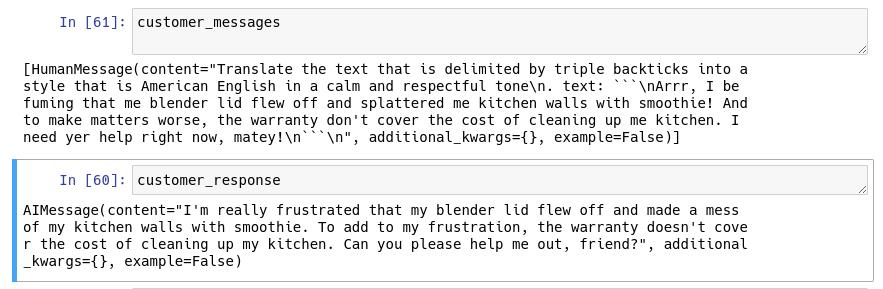 In [61]: customer_messages
[HumanMessage(content="Translate the text that is delimited by triple backticks into a
style that is American English in a calm and respectful tone\n. text: ```\nArrr, I be
fuming that me blender lid flew off and splattered me kitchen walls with smoothie! And
to make matters worse, the warranty don't cover the cost of cleaning up me kitchen. I
need yer help right now, matey!\n```\n", additional_kwargs={}, example=False)]
In [60]: customer_response
AIMessage(content="I'm really frustrated that my blender lid flew off and made a mess
of my kitchen walls with smoothie. To add to my frustration, the warranty doesn't cove
r the cost of cleaning up my kitchen. Can you please help me out, friend?", additional
_kwargs={}, example=False)